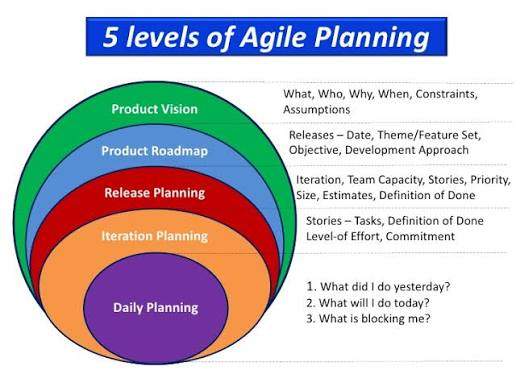 5 levels of Agile Planning
Product Vision
What, Who, Why, When, Constraints,
Assumptions
Product Roadmap
Releases – Date, Theme/Feature Set,
Objective, Development Approach
Release Planning
Iteration, Team Capacity, Stories, Priority,
Size, Estimates, Definition of Done
Iteration Planning
Stories – Tasks, Definition of Done
Level-of Effort, Commitment
Daily Planning
1. What did I do yesterday?
2. What will I do today?
3. What is blocking me?